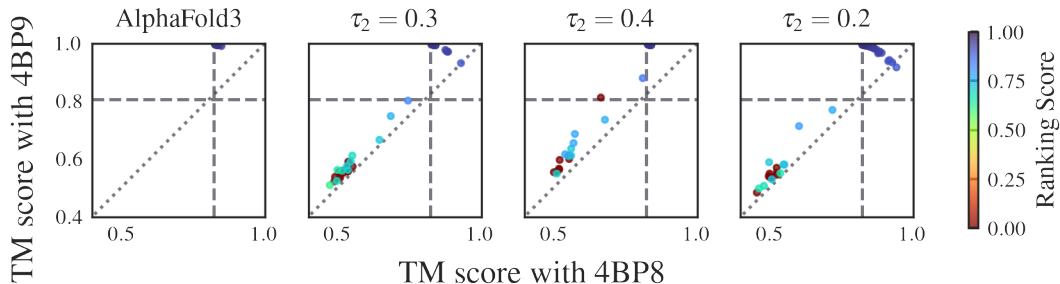 AlphaFold3
τ₂ = 0.3
τ₂ = 0.4
τ₂ = 0.2
TM score with 4BP9
1.0
0.8
0.6
0.4
0.5 1.0
0.5 1.0
0.5 1.0
0.5 1.0
TM score with 4BP8
1.00
0.75
0.50
0.25
0.00
Ranking Score